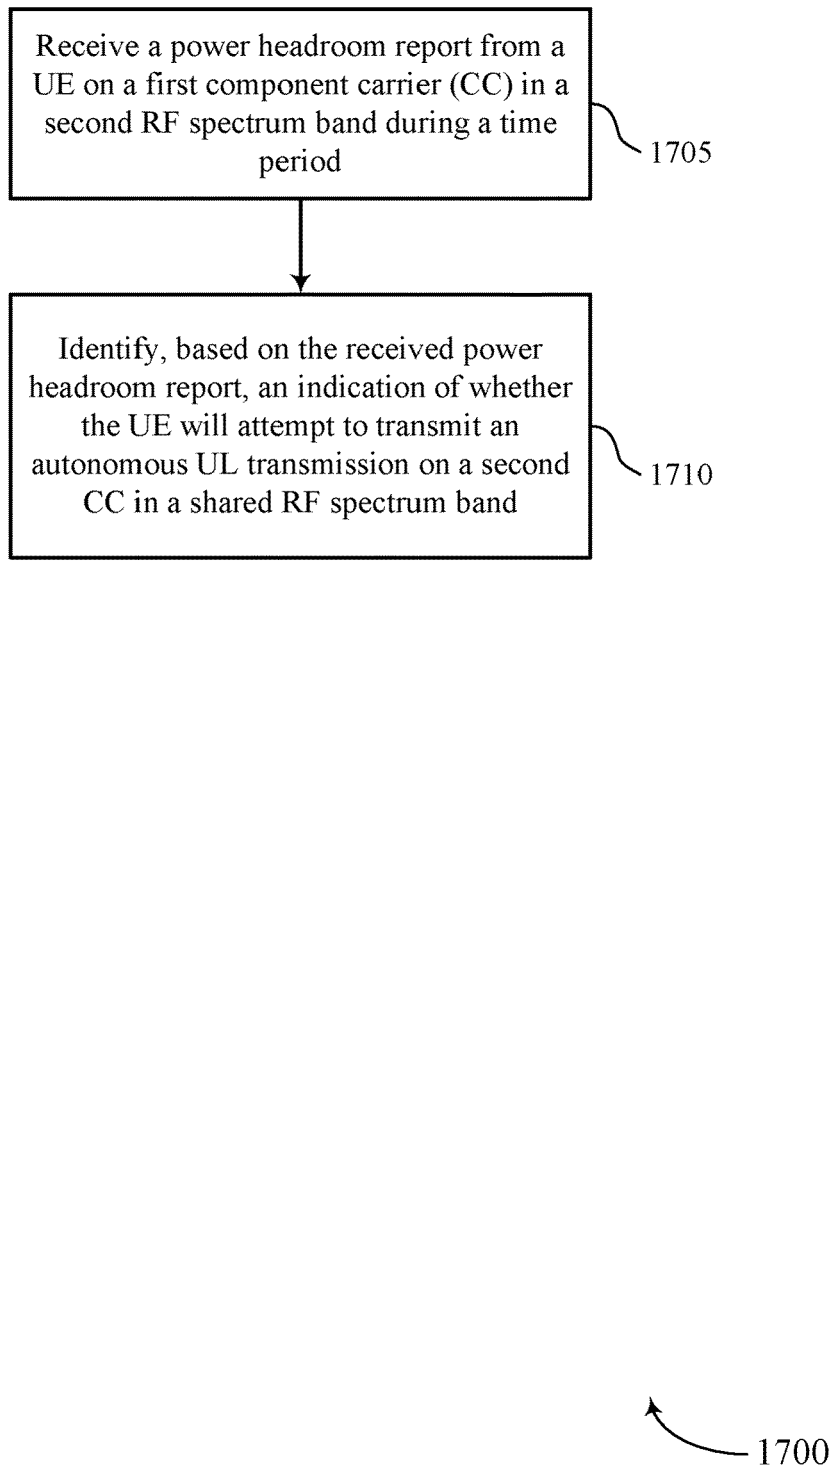 Receive a power headroom report from a
UE on a first component carrier (CC) in a
second RF spectrum band during a time
period
1705
Identify, based on the received power
headroom report, an indication of whether
the UE will attempt to transmit an
autonomous UL transmission on a second
CC in a shared RF spectrum band
1710
1700